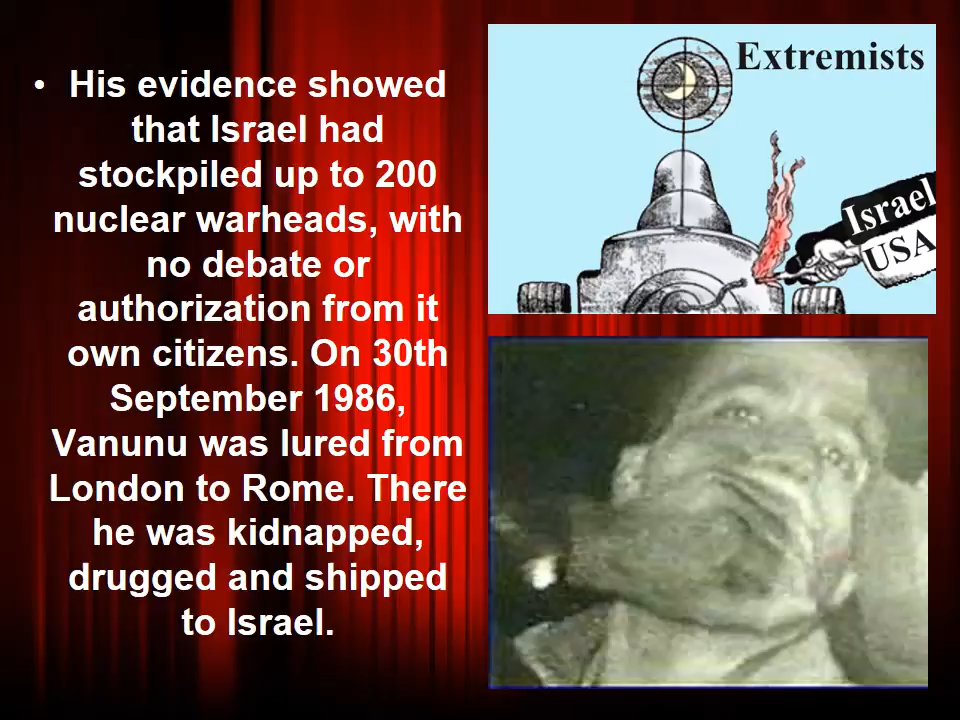 • His evidence showed
that Israel had
stockpiled up to 200
nuclear warheads, with
no debate or
authorization from it
own citizens. On 30th
September 1986,
Vanunu was lured from
London to Rome. There
he was kidnapped,
drugged and shipped
to Israel.
Extremists
Israel
USA